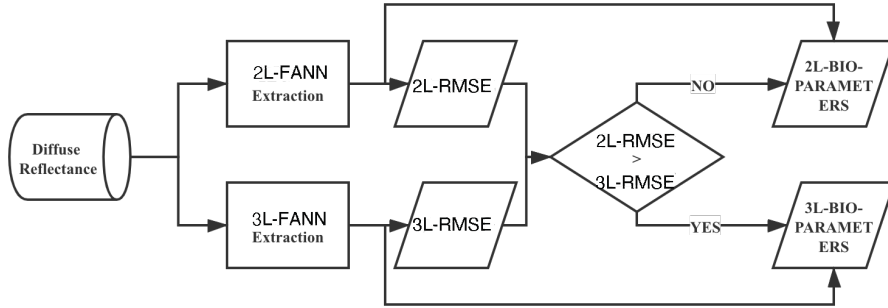 Diffuse
Reflectance
2L-FANN
Extraction
2L-RMSE
3L-FANN
Extraction
3L-RMSE
2L-RMSE
>
3L-RMSE
NO
YES
2L-BIO-
PARAMET
ERS
3L-BIO-
PARAMET
ERS